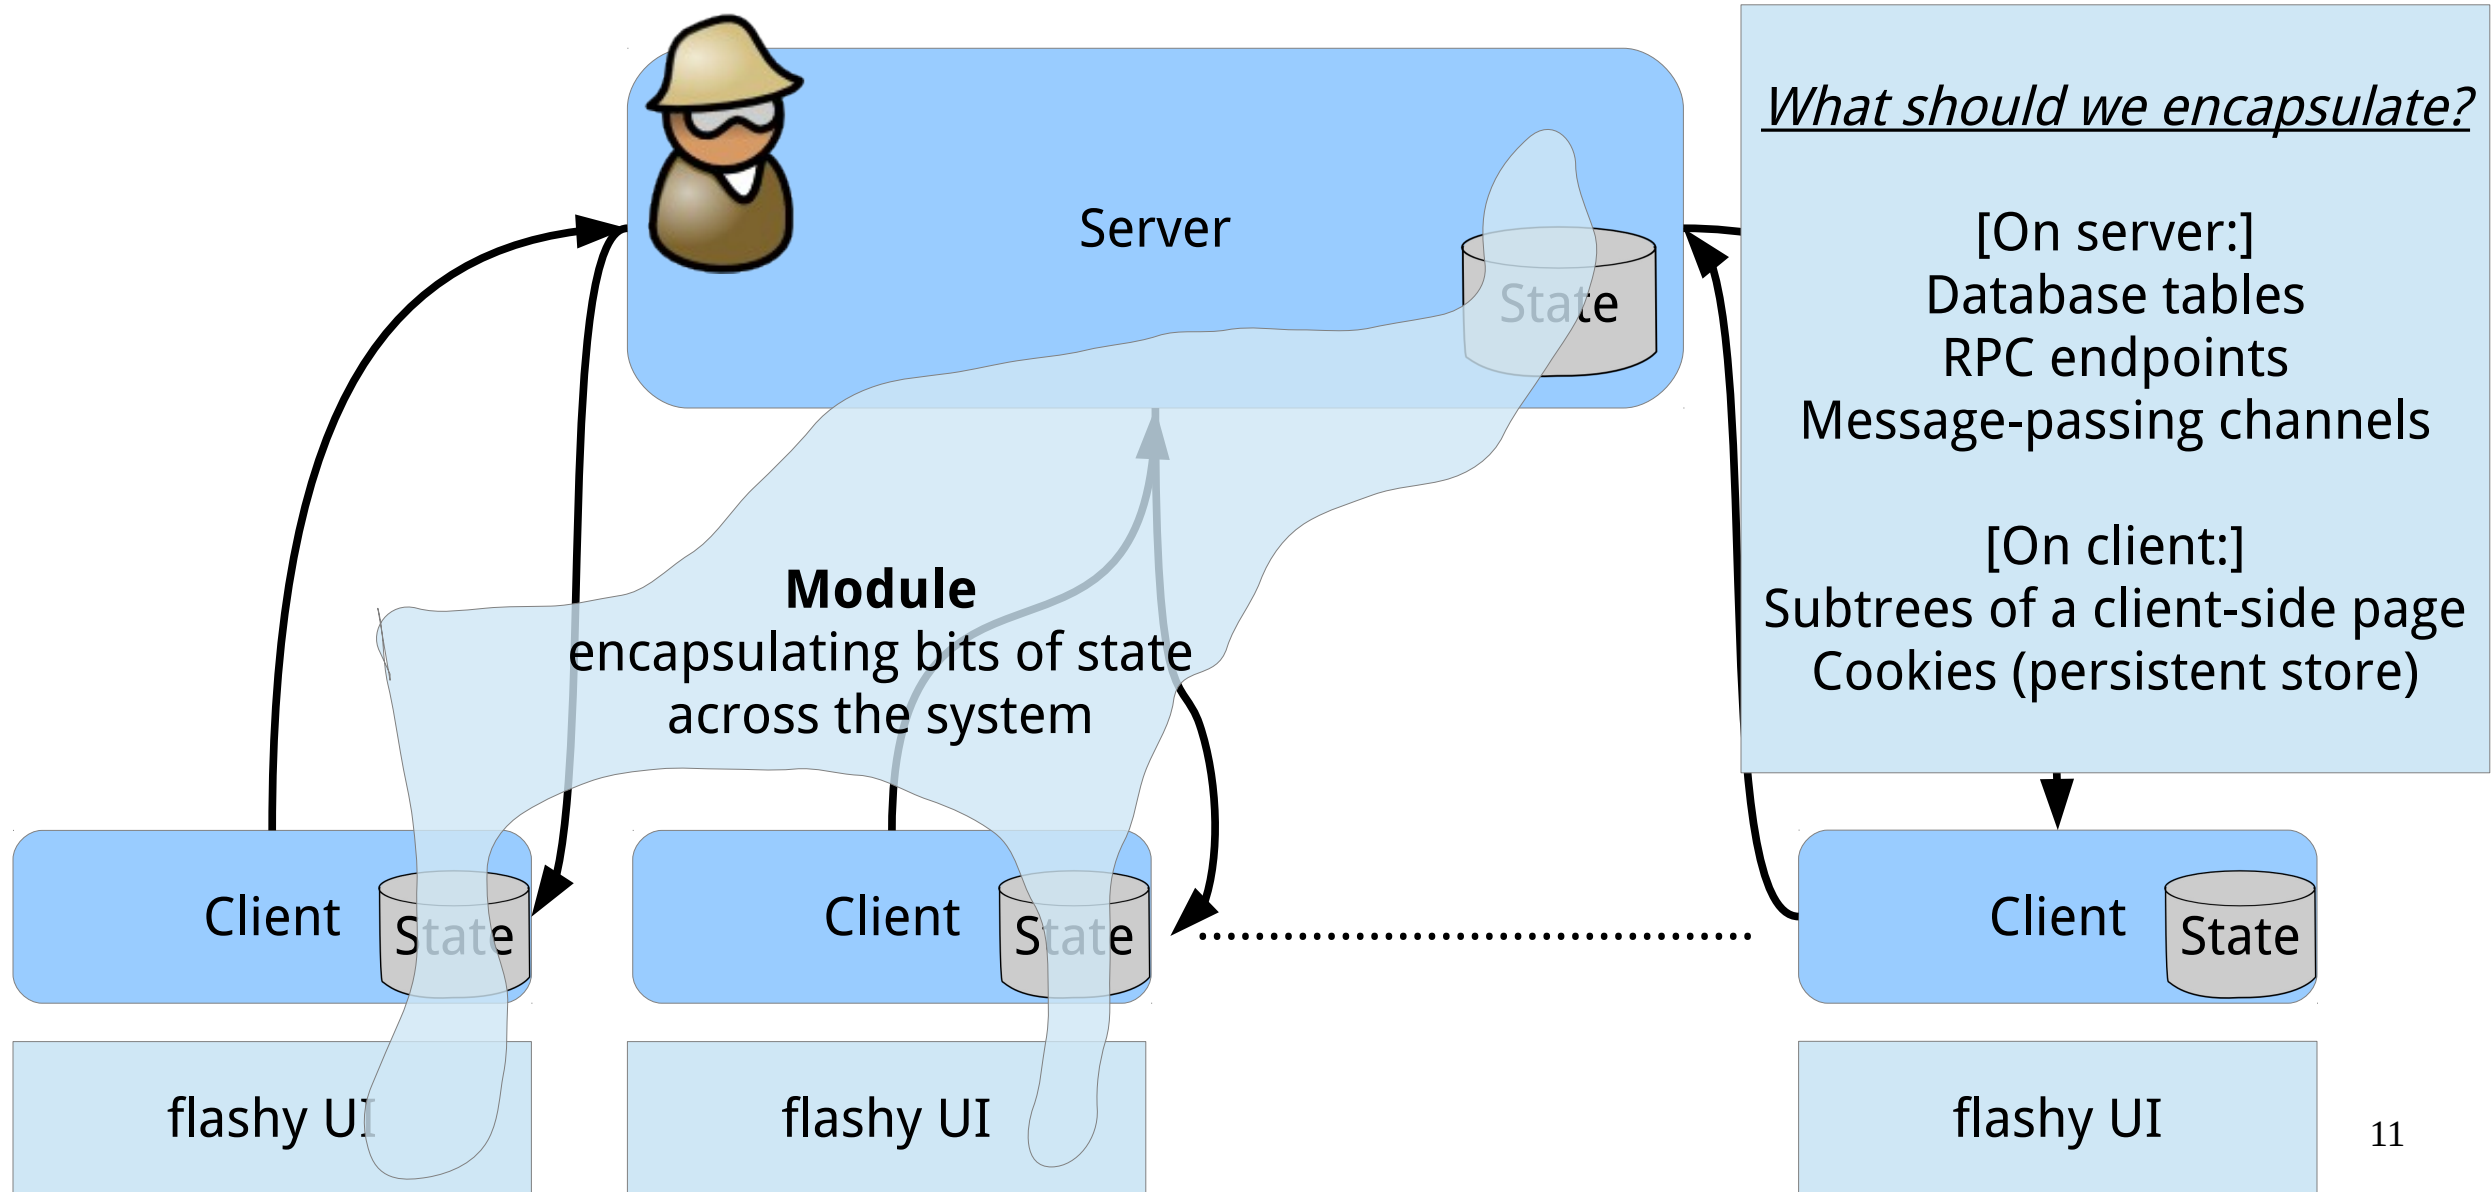 What should we encapsulate?
[On server:]
Database tables
RPC endpoints
Message-passing channels
[On client:]
Subtrees of a client-side page
Cookies (persistent store)
Server
State
Module
encapsulating bits of state
across the system
Client
State
Client
State
Client
State
flashy UI
flashy UI
flashy UI
11